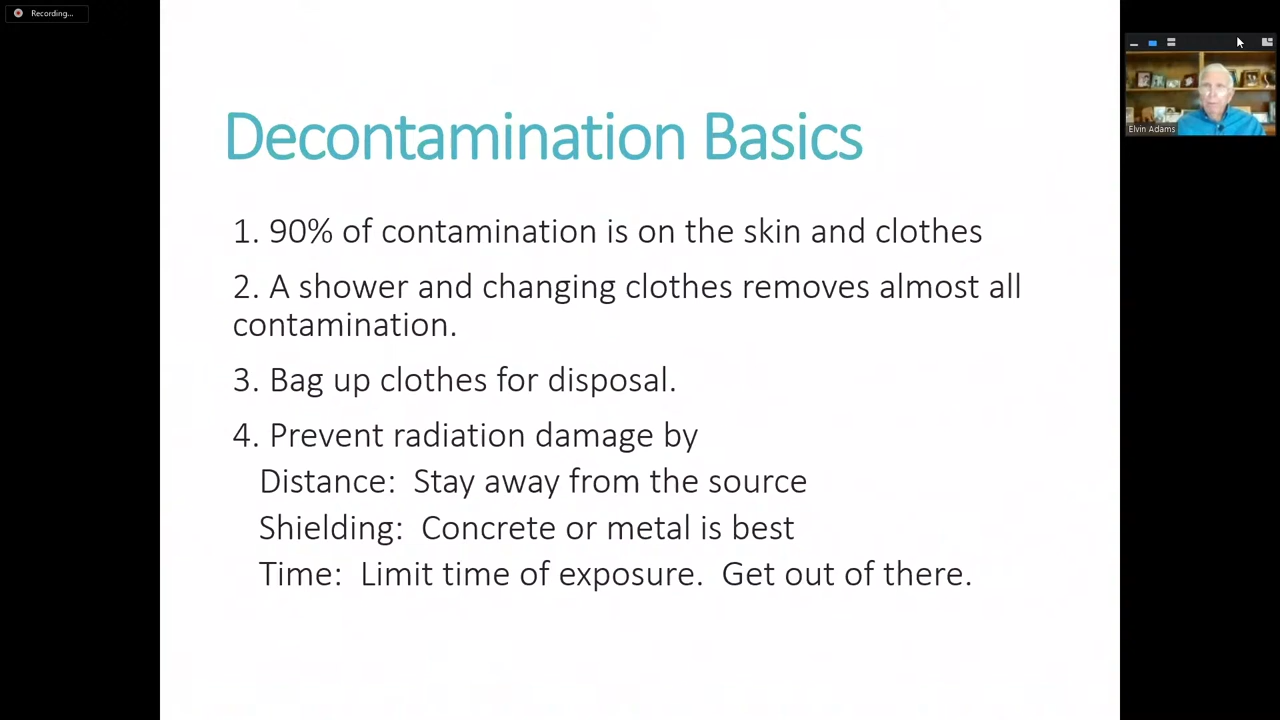 Recording...
Elvin Adams
Decontamination Basics
1. 90% of contamination is on the skin and clothes
2. A shower and changing clothes removes almost all
contamination.
3. Bag up clothes for disposal.
4. Prevent radiation damage by
Distance: Stay away from the source
Shielding: Concrete or metal is best
Time: Limit time of exposure. Get out of there.